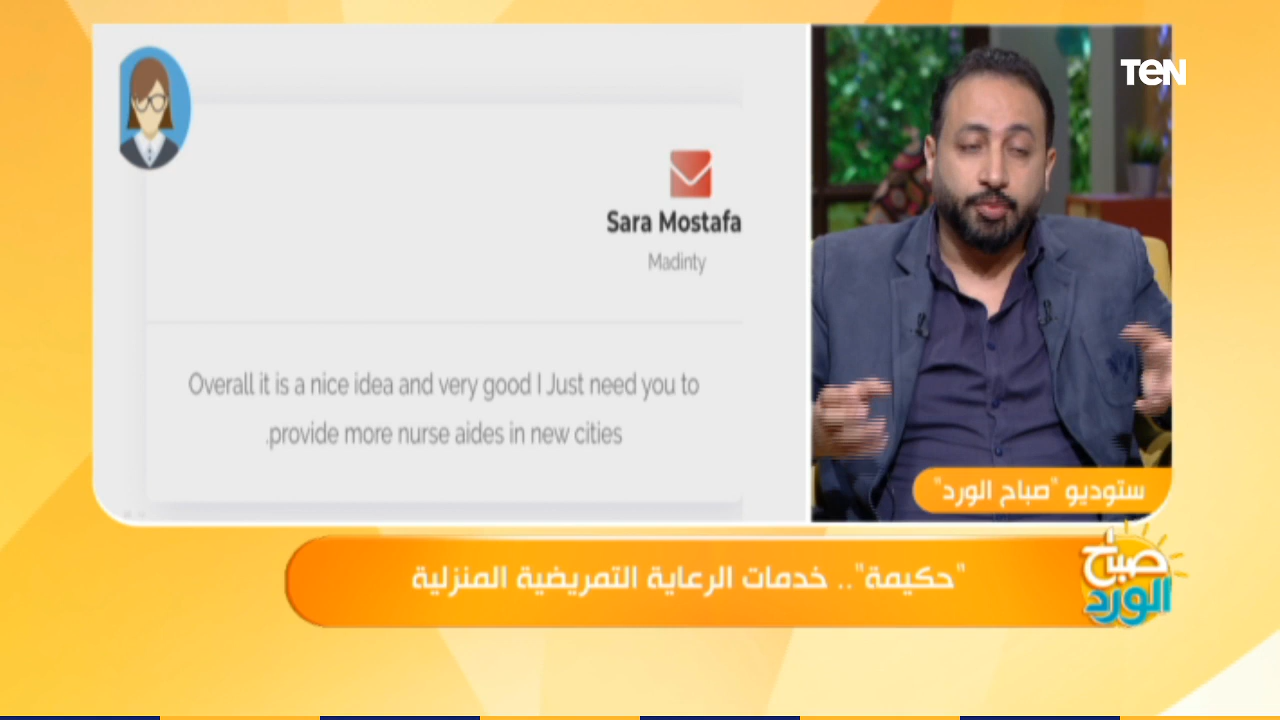 TEN
Sara Mostafa
Madinty
Overall it is a nice idea and very good I Just need you to
.provide more nurse aides in new cities
ستوديو "صباح الورد"
"حكيمة".. خدمات الرعاية التمريضية المنزلية
صباح
الورد